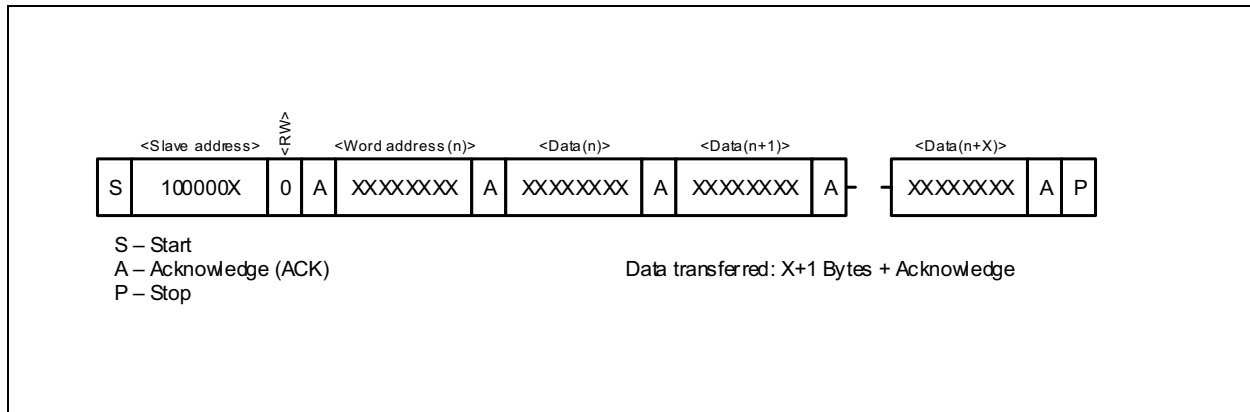 <RW>
<Slave address> <Word address (n)> <Data(n)> <Data(n+1)> <Data(n+X)>
S 100000X 0 A XXXXXXXX A XXXXXXXX A XXXXXXXX A XXXXXXXX A P
S – Start
A – Acknowledge (ACK) Data transferred: X+1 Bytes + Acknowledge
P – Stop